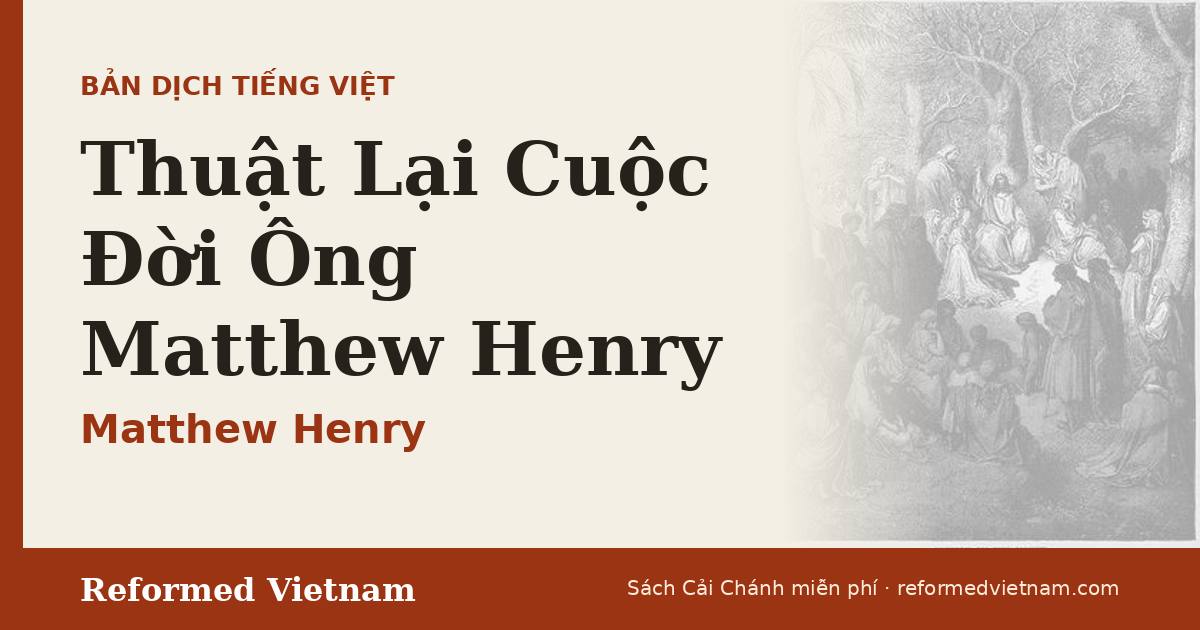 BẢN DỊCH TIẾNG VIỆT
Thuật Lại Cuộc
Đời Ông
Matthew Henry
Matthew Henry
Reformed Vietnam
Sách Cải Chánh miễn phí · reformedvietnam.com